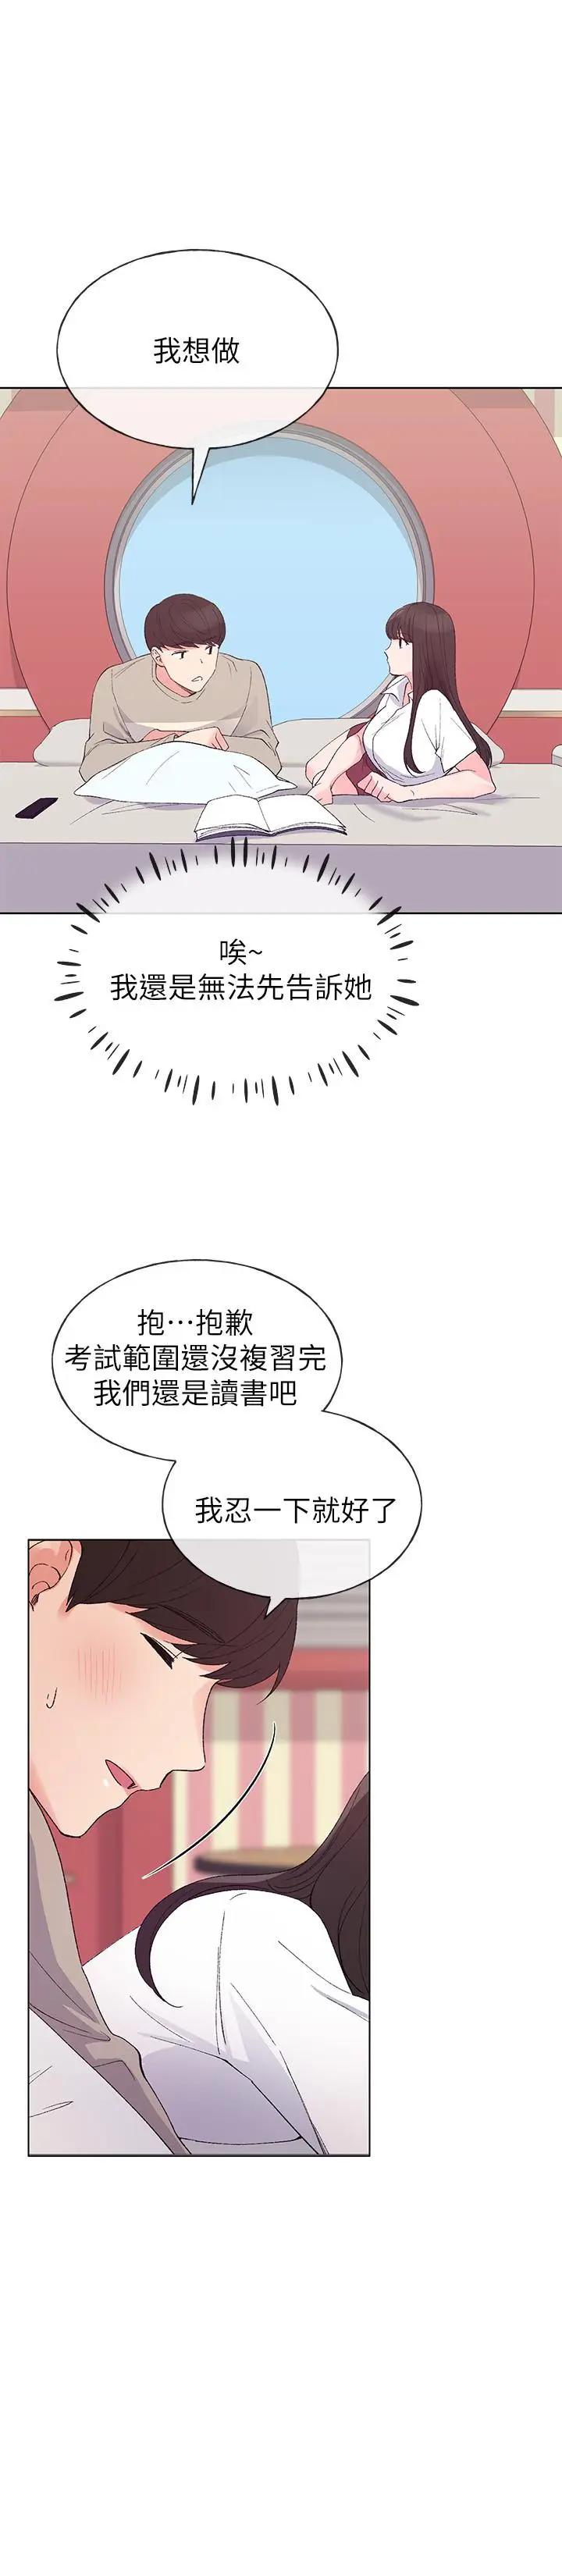 我想做
唉~
我還是無法先告訴她
抱⋯抱歉
考試範圍還沒複習完
我們還是讀書吧
我忍一下就好了